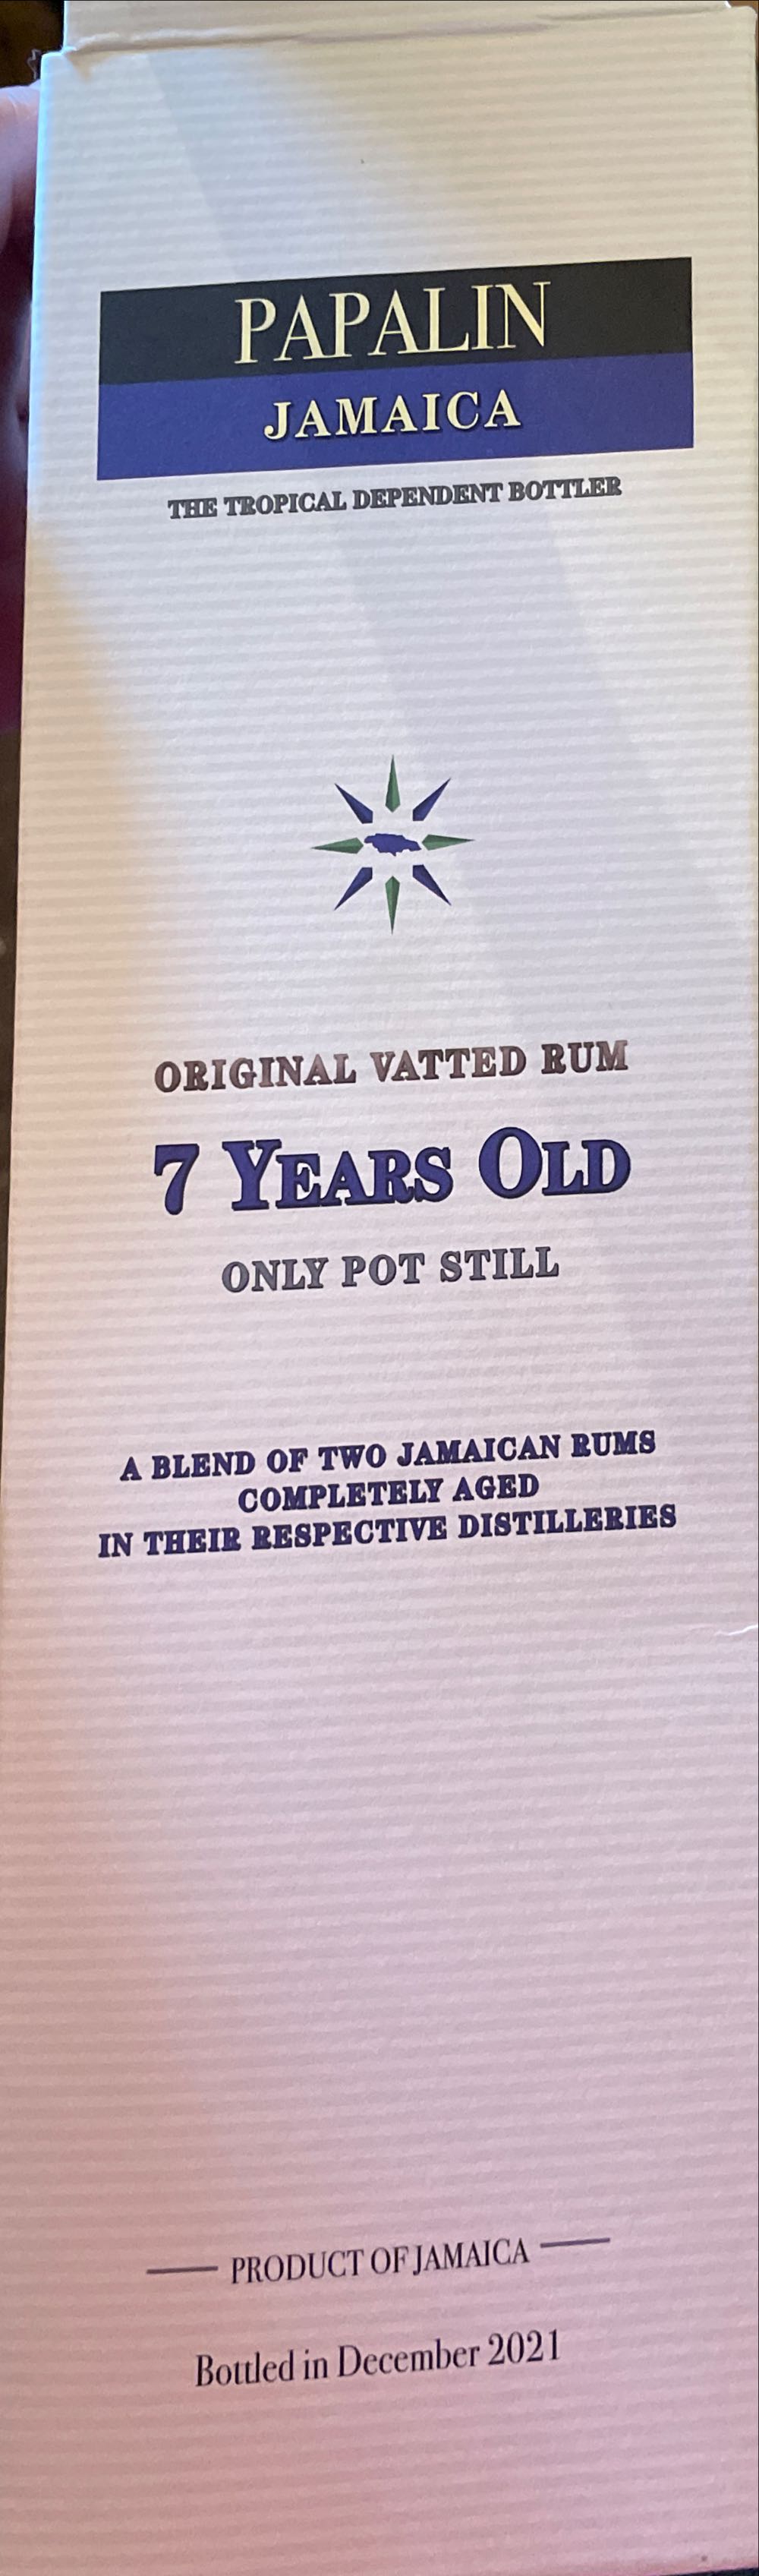 PAPALIN
JAMAICA
THE TROPICAL DEPENDENT BOTTLER
ORIGINAL VATTED RUM
7 YEARS OLD
ONLY POT STILL
A BLEND OF TWO JAMAICAN RUMS
COMPLETELY AGED
IN THEIR RESPECTIVE DISTILLERIES
PRODUCT OF JAMAICA
Bottled in December 2021